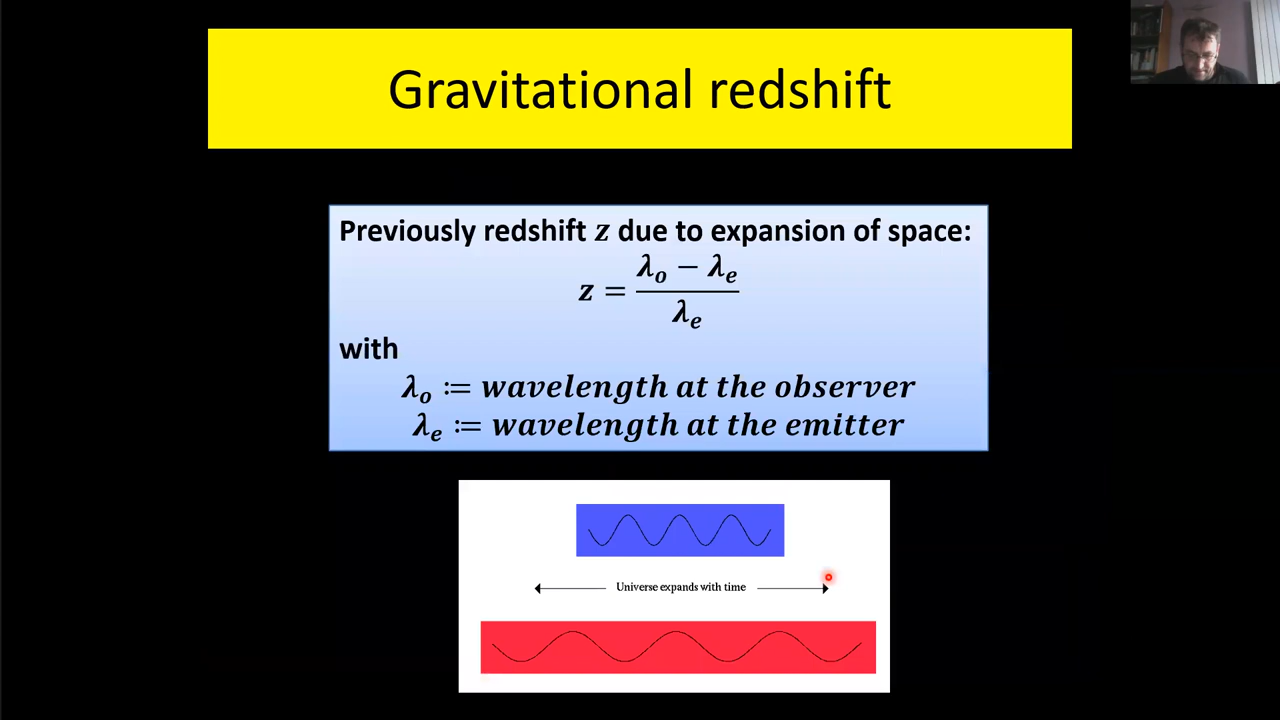 Gravitational redshift
Previously redshift z due to expansion of space:
z = (λₒ − λₑ) / λₑ
with
λₒ ≔ wavelength at the observer
λₑ ≔ wavelength at the emitter
Universe expands with time